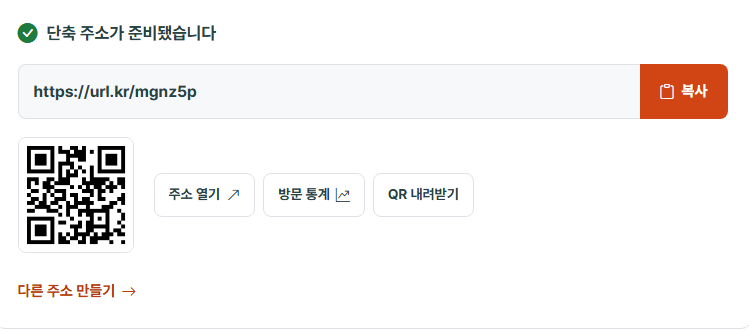 단축 주소가 준비됐습니다
https://url.kr/mgnz5p
복사
주소 열기
방문 통계
QR 내려받기
다른 주소 만들기 →